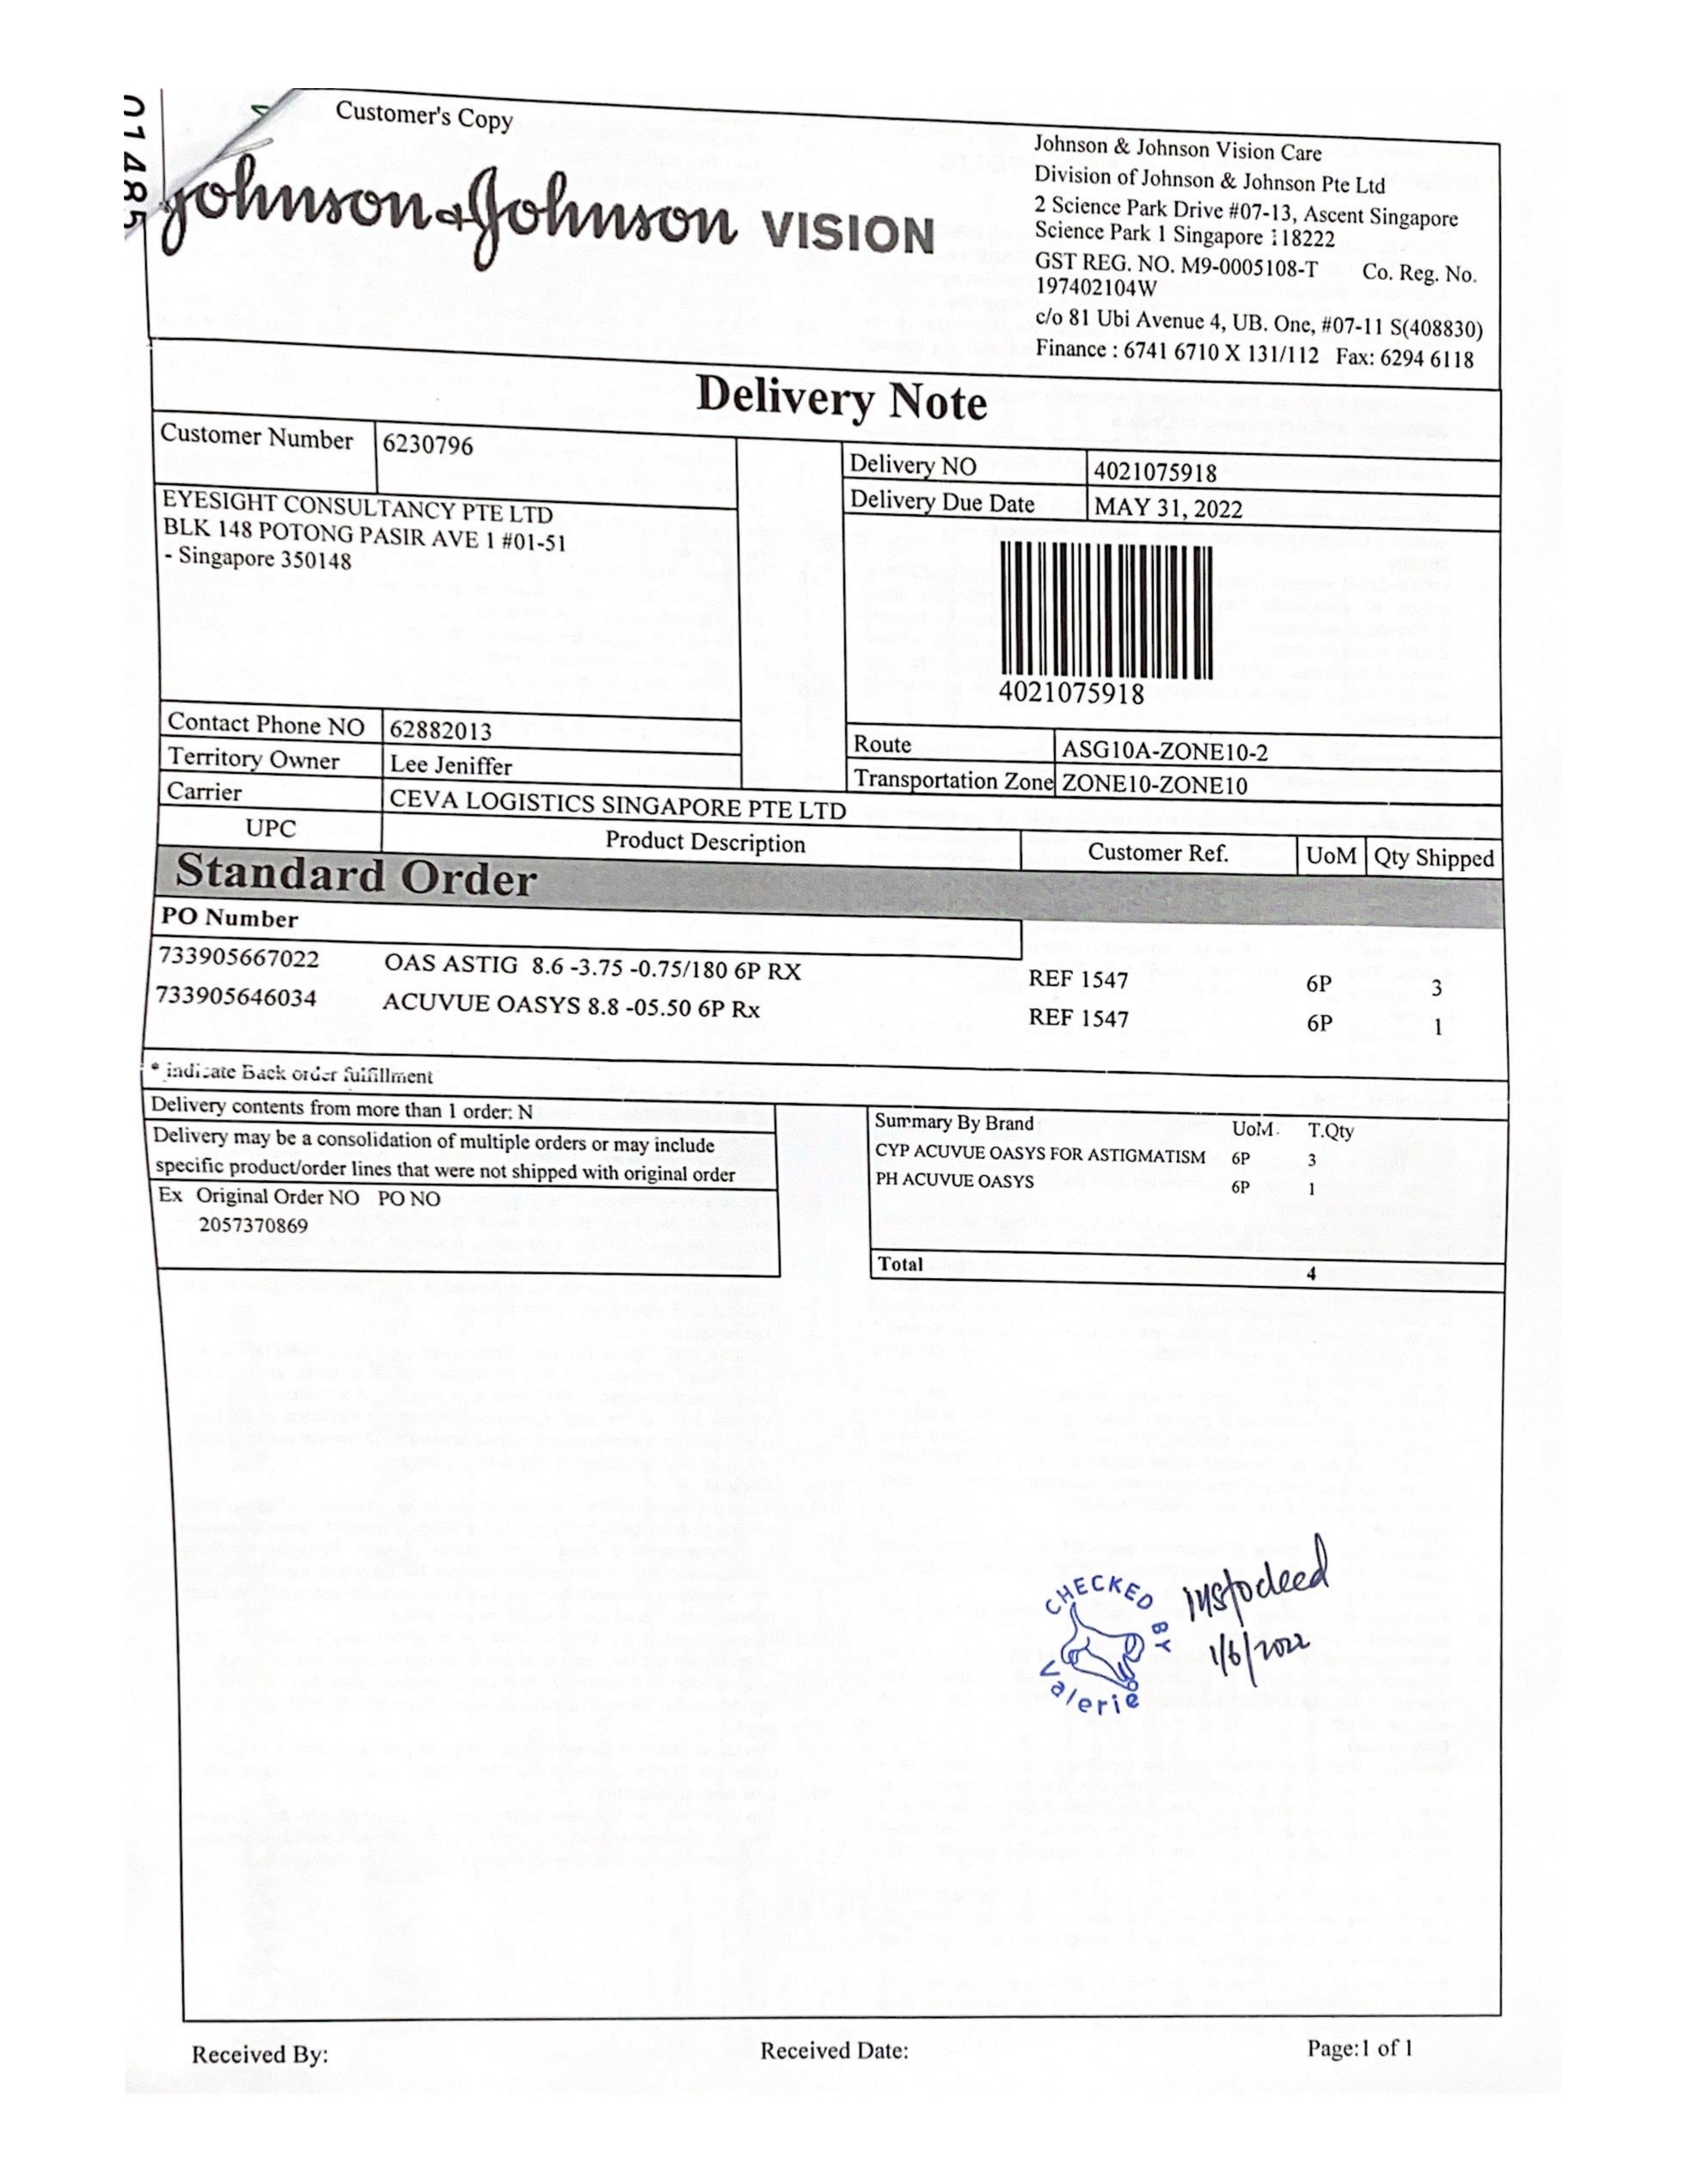 01485
Customer's Copy
Johnson & Johnson VISION
Johnson & Johnson Vision Care
Division of Johnson & Johnson Pte Ltd
2 Science Park Drive #07-13, Ascent Singapore
Science Park 1 Singapore 118222
GST REG. NO. M9-0005108-T Co. Reg. No.
197402104W
c/o 81 Ubi Avenue 4, UB. One, #07-11 S(408830)
Finance : 6741 6710 X 131/112 Fax: 6294 6118
Delivery Note
Customer Number 6230796
EYESIGHT CONSULTANCY PTE LTD
BLK 148 POTONG PASIR AVE 1 #01-51
- Singapore 350148
Delivery NO 4021075918
Delivery Due Date MAY 31, 2022
4021075918
Contact Phone NO 62882013
Territory Owner Lee Jeniffer
Route ASG10A-ZONE10-2
Transportation Zone ZONE10-ZONE10
Carrier CEVA LOGISTICS SINGAPORE PTE LTD
UPC Product Description Customer Ref. UoM Qty Shipped
Standard Order
PO Number
733905667022 OAS ASTIG 8.6 -3.75 -0.75/180 6P RX REF 1547 6P 3
733905646034 ACUVUE OASYS 8.8 -05.50 6P Rx REF 1547 6P 1
* indicate Back order fulfillment
Delivery contents from more than 1 order: N
Delivery may be a consolidation of multiple orders or may include
specific product/order lines that were not shipped with original order
Ex Original Order NO PO NO
2057370869
Summary By Brand UoM. T.Qty
CYP ACUVUE OASYS FOR ASTIGMATISM 6P 3
PH ACUVUE OASYS 6P 1
Total 4
CHECKED BY
Valerie
instocked
1/6/2022
Received By: Received Date: Page:1 of 1